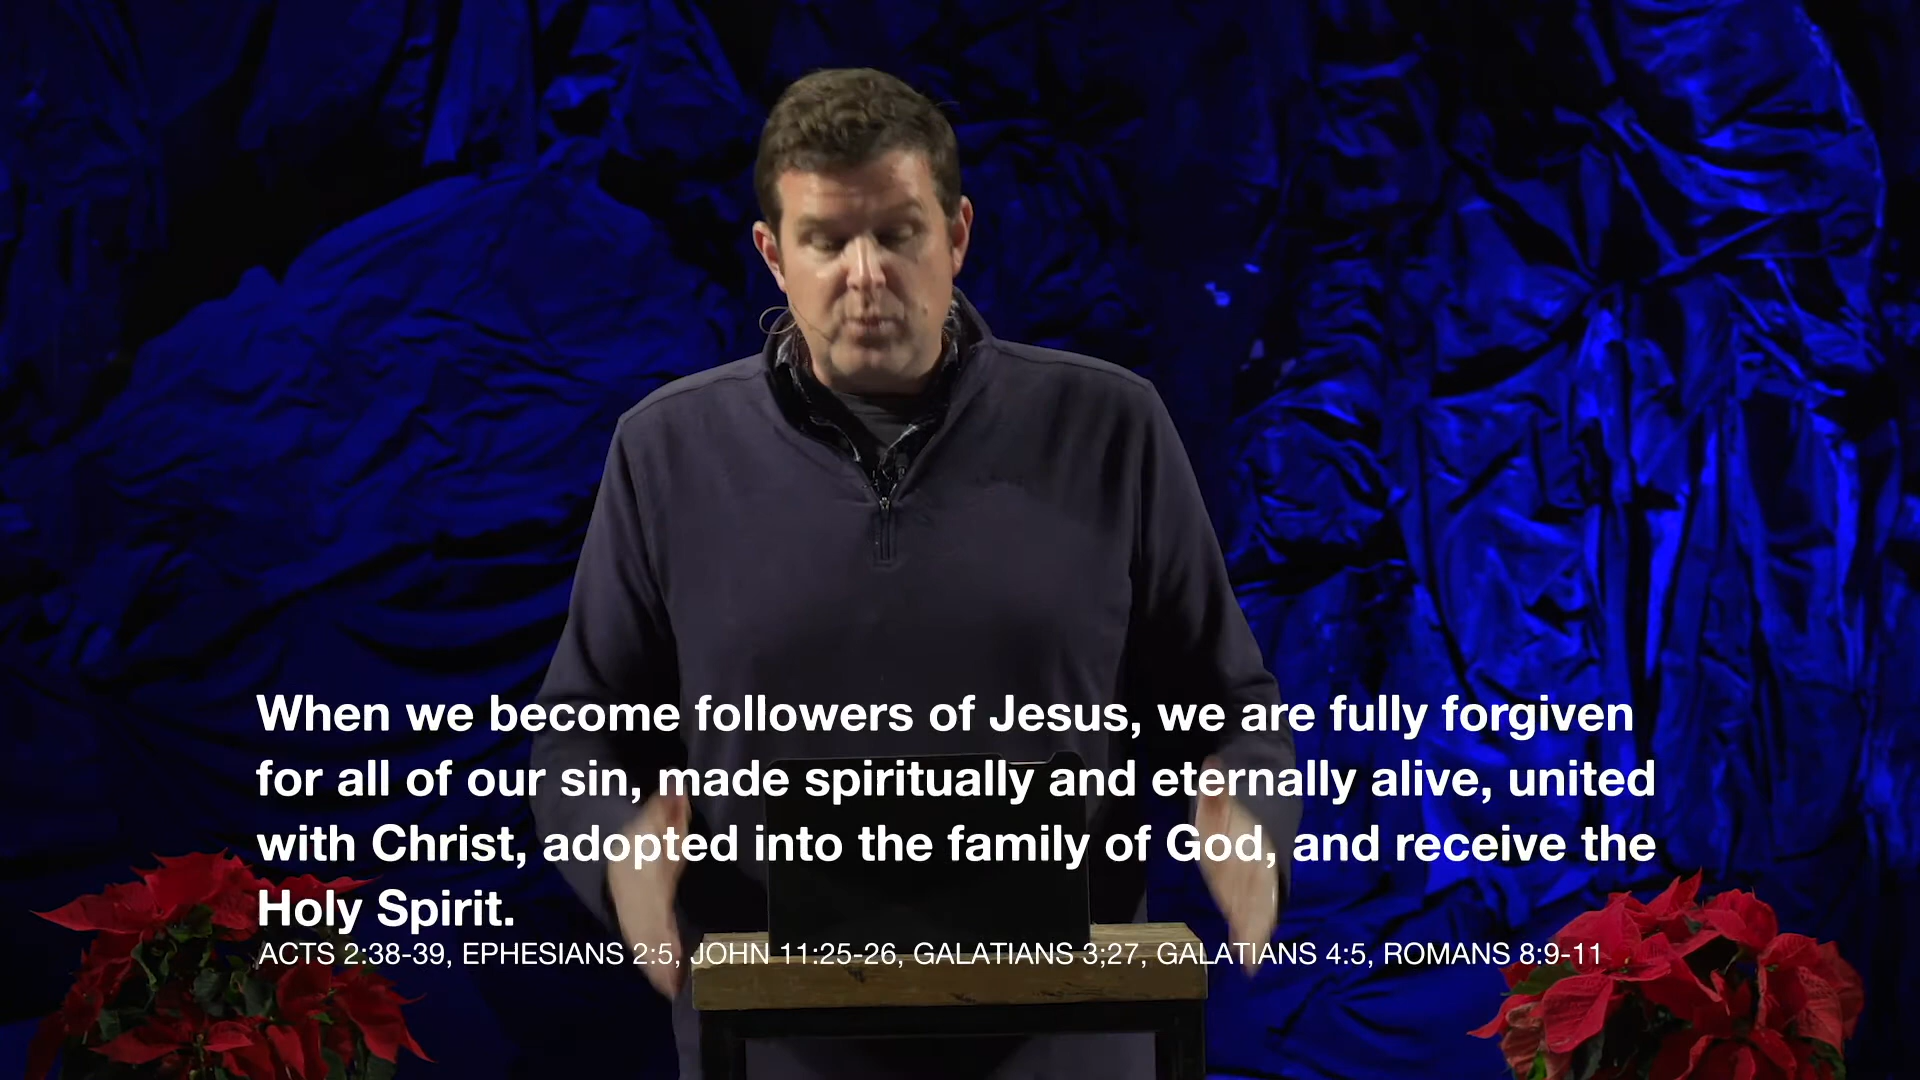 When we become followers of Jesus, we are fully forgiven
for all of our sin, made spiritually and eternally alive, united
with Christ, adopted into the family of God, and receive the
Holy Spirit.
ACTS 2:38-39, EPHESIANS 2:5, JOHN 11:25-26, GALATIANS 3;27, GALATIANS 4:5, ROMANS 8:9-11